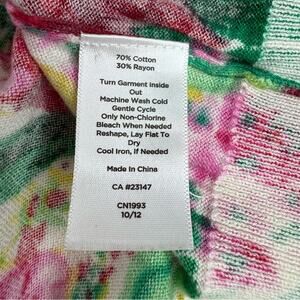 70% Cotton
30% Rayon
Turn Garment Inside
Out
Machine Wash Cold
Gentle Cycle
Only Non-Chlorine
Bleach When Needed
Reshape, Lay Flat To
Dry
Cool Iron, If Needed
Made In China
CA #23147
CN1993
10/12